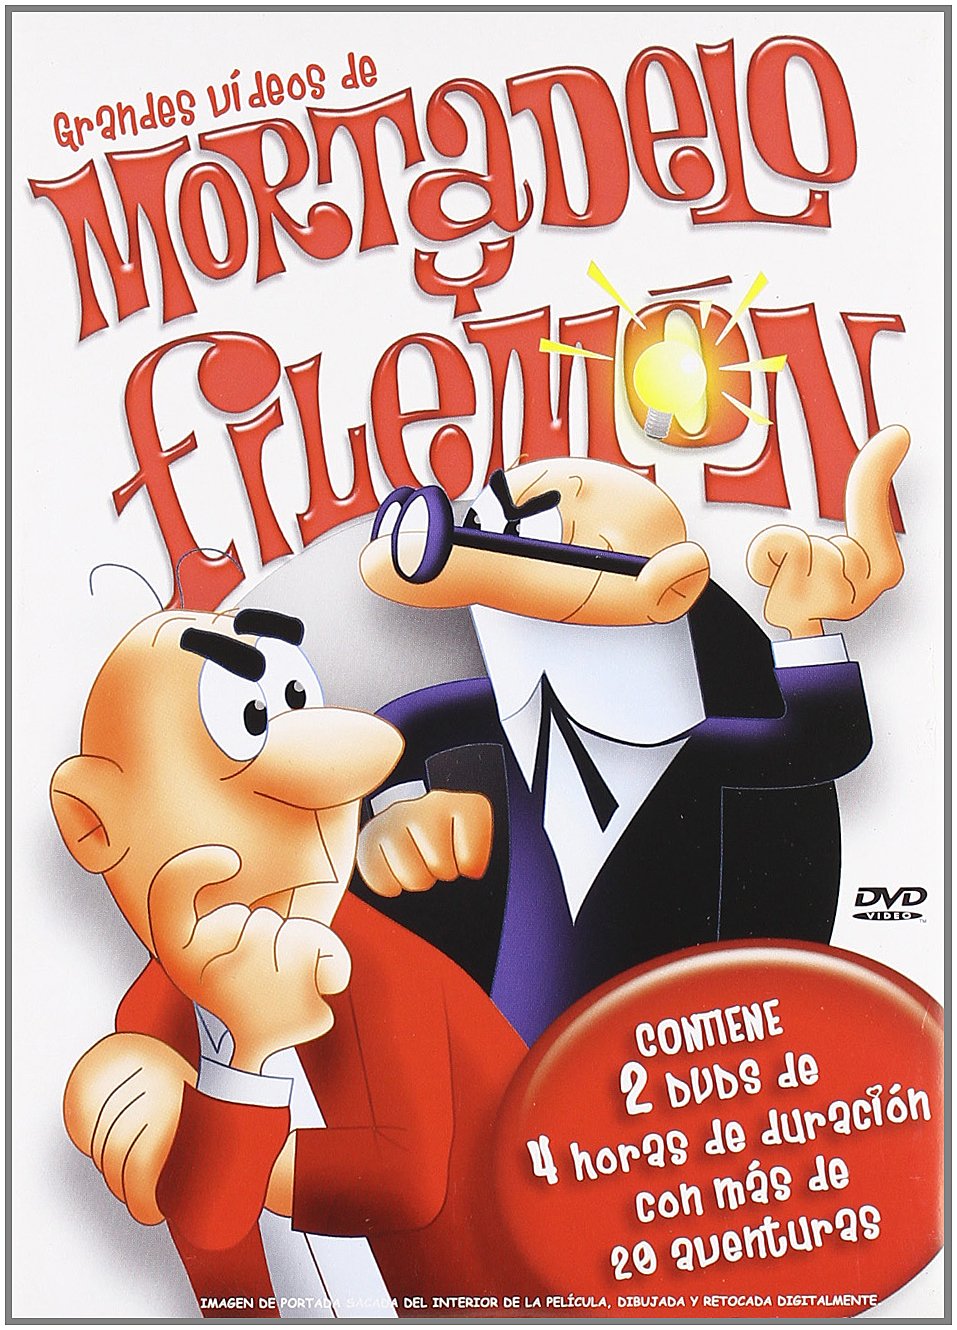 Grandes vídeos de
MORTADELO
Y
FILEMÓN
DVD
VIDEO
TM
CONTIENE
2 DVDS de
4 horas de duración
con más de
20 aventuras
IMAGEN DE PORTADA SACADA DEL INTERIOR DE LA PELÍCULA, DIBUJADA Y RETOCADA DIGITALMENTE.